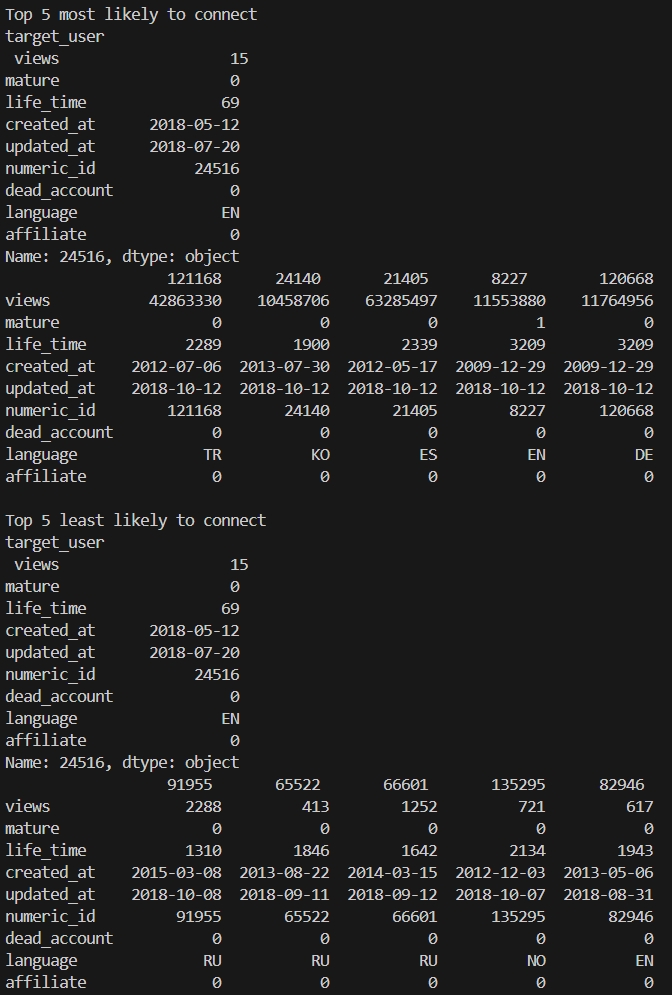 Top 5 most likely to connect
target_user
views 15
mature 0
life_time 69
created_at 2018-05-12
updated_at 2018-07-20
numeric_id 24516
dead_account 0
language EN
affiliate 0
Name: 24516, dtype: object
121168 24140 21405 8227 120668
views 42863330 10458706 63285497 11553880 11764956
mature 0 0 0 1 0
life_time 2289 1900 2339 3209 3209
created_at 2012-07-06 2013-07-30 2012-05-17 2009-12-29 2009-12-29
updated_at 2018-10-12 2018-10-12 2018-10-12 2018-10-12 2018-10-12
numeric_id 121168 24140 21405 8227 120668
dead_account 0 0 0 0 0
language TR KO ES EN DE
affiliate 0 0 0 0 0
Top 5 least likely to connect
target_user
views 15
mature 0
life_time 69
created_at 2018-05-12
updated_at 2018-07-20
numeric_id 24516
dead_account 0
language EN
affiliate 0
Name: 24516, dtype: object
91955 65522 66601 135295 82946
views 2288 413 1252 721 617
mature 0 0 0 0 0
life_time 1310 1846 1642 2134 1943
created_at 2015-03-08 2013-08-22 2014-03-15 2012-12-03 2013-05-06
updated_at 2018-10-08 2018-09-11 2018-09-12 2018-10-07 2018-08-31
numeric_id 91955 65522 66601 135295 82946
dead_account 0 0 0 0 0
language RU RU RU NO EN
affiliate 0 0 0 0 0